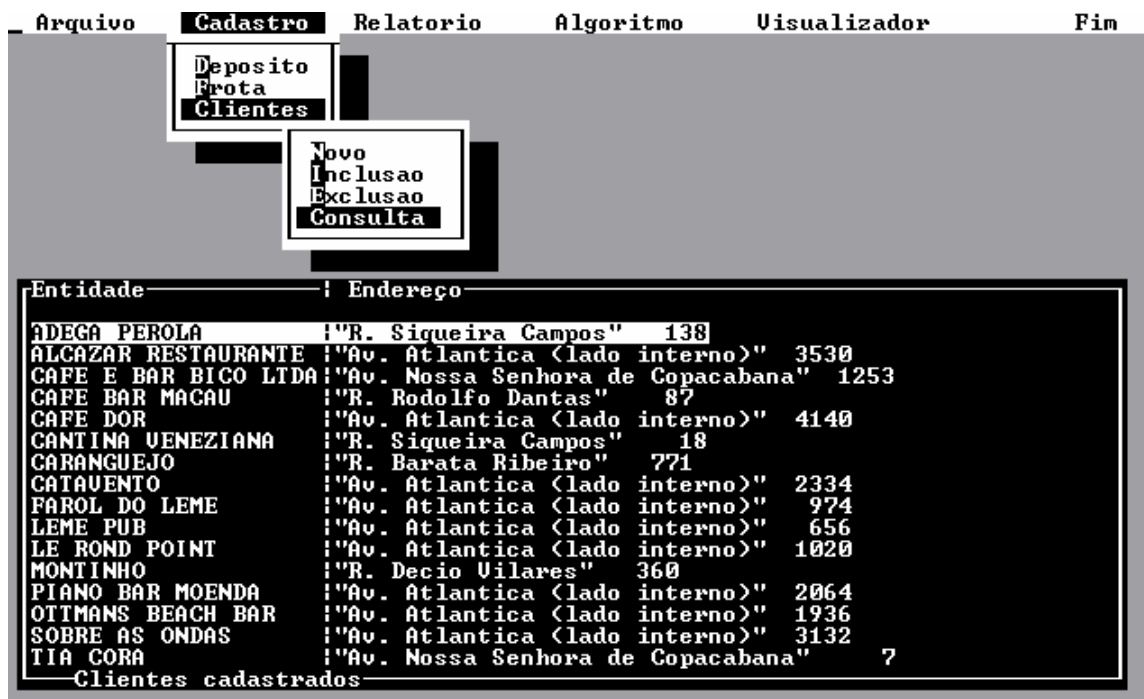 Arquivo Cadastro Relatorio Algoritmo Visualizador Fim
Deposito
Frota
Clientes
Novo
Inclusao
Exclusao
Consulta
Entidade ¦ Endereço
ADEGA PEROLA ¦"R. Siqueira Campos" 138
ALCAZAR RESTAURANTE ¦"Av. Atlantica (lado interno)" 3530
CAFE E BAR BICO LTDA¦"Av. Nossa Senhora de Copacabana" 1253
CAFE BAR MACAU ¦"R. Rodolfo Dantas" 87
CAFE DOR ¦"Av. Atlantica (lado interno)" 4140
CANTINA VENEZIANA ¦"R. Siqueira Campos" 18
CARANGUEJO ¦"R. Barata Ribeiro" 771
CATAVENTO ¦"Av. Atlantica (lado interno)" 2334
FAROL DO LEME ¦"Av. Atlantica (lado interno)" 974
LEME PUB ¦"Av. Atlantica (lado interno)" 656
LE ROND POINT ¦"Av. Atlantica (lado interno)" 1020
MONTINHO ¦"R. Decio Vilares" 360
PIANO BAR MOENDA ¦"Av. Atlantica (lado interno)" 2064
OTTMANS BEACH BAR ¦"Av. Atlantica (lado interno)" 1936
SOBRE AS ONDAS ¦"Av. Atlantica (lado interno)" 3132
TIA CORA ¦"Av. Nossa Senhora de Copacabana" 7
Clientes cadastrados